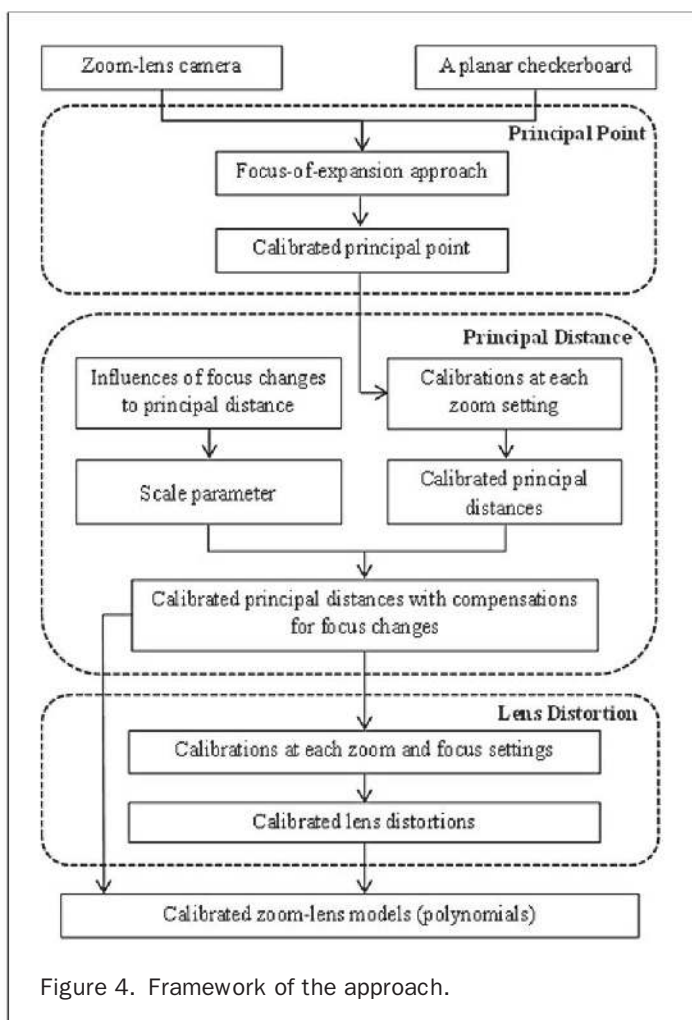 Zoom-lens camera
A planar checkerboard
Principal Point
Focus-of-expansion approach
Calibrated principal point
Principal Distance
Influences of focus changes
to principal distance
Calibrations at each
zoom setting
Scale parameter
Calibrated principal
distances
Calibrated principal distances with compensations
for focus changes
Lens Distortion
Calibrations at each zoom and focus settings
Calibrated lens distortions
Calibrated zoom-lens models (polynomials)
Figure 4. Framework of the approach.